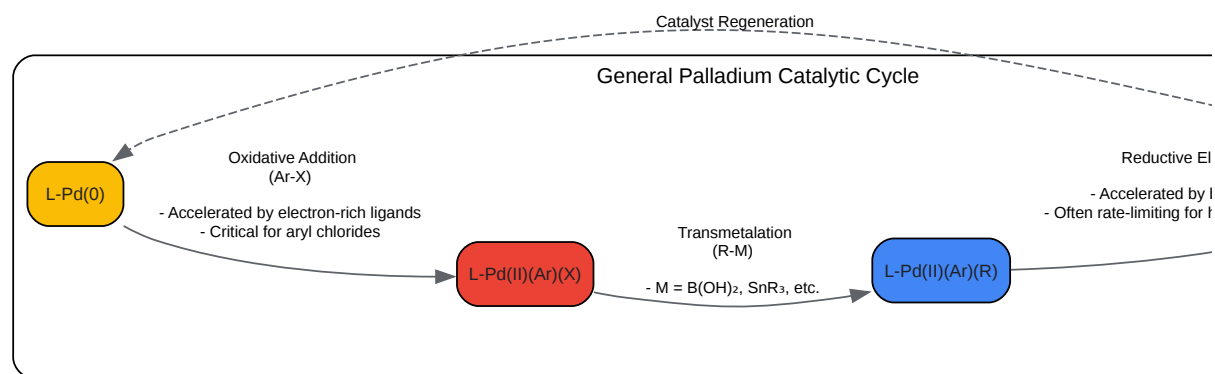 Catalyst Regeneration
General Palladium Catalytic Cycle
Oxidative Addition
(Ar-X)
- Accelerated by electron-rich ligands
- Critical for aryl chlorides
L-Pd(0)
Transmetalation
(R-M)
- M = B(OH)₂, SnR₃, etc.
L-Pd(II)(Ar)(X)
L-Pd(II)(Ar)(R)
Reductive
- Accelerated by
- Often rate-limiting for